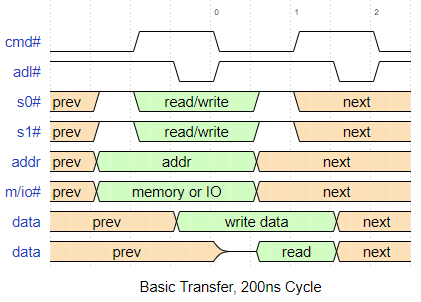 0 1 2
cmd#
adl#
s0# prev read/write next
s1# prev read/write next
addr prev addr next
m/io# prev memory or IO next
data prev write data next
data prev read next
Basic Transfer, 200ns Cycle